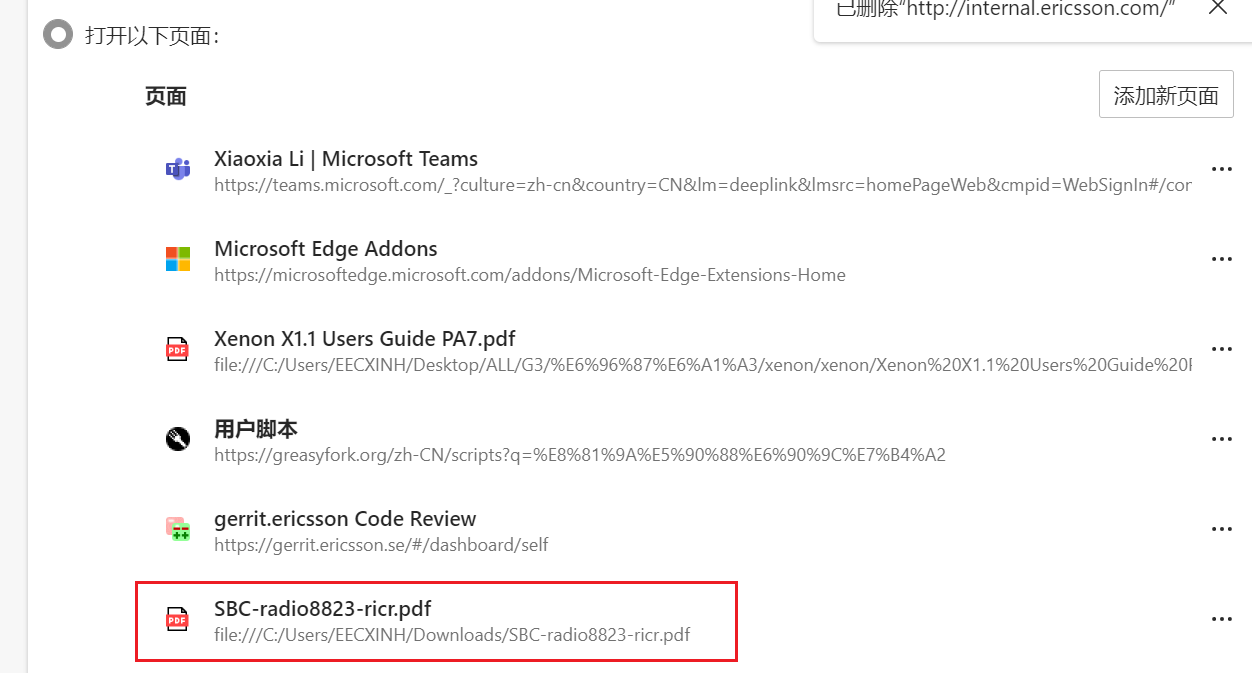 已删除“http://internal.ericsson.com/”
打开以下页面：
页面
添加新页面
Xiaoxia Li | Microsoft Teams
https://teams.microsoft.com/_?culture=zh-cn&country=CN&lm=deeplink&lmsrc=homePageWeb&cmpid=WebSignIn#/cor
Microsoft Edge Addons
https://microsoftedge.microsoft.com/addons/Microsoft-Edge-Extensions-Home
Xenon X1.1 Users Guide PA7.pdf
file:///C:/Users/EECXINH/Desktop/ALL/G3/%E6%96%87%E6%A1%A3/xenon/xenon/Xenon%20X1.1%20Users%20Guide%20
用户脚本
https://greasyfork.org/zh-CN/scripts?q=%E8%81%9A%E5%90%88%E6%90%9C%E7%B4%A2
gerrit.ericsson Code Review
https://gerrit.ericsson.se/#/dashboard/self
SBC-radio8823-ricr.pdf
file:///C:/Users/EECXINH/Downloads/SBC-radio8823-ricr.pdf